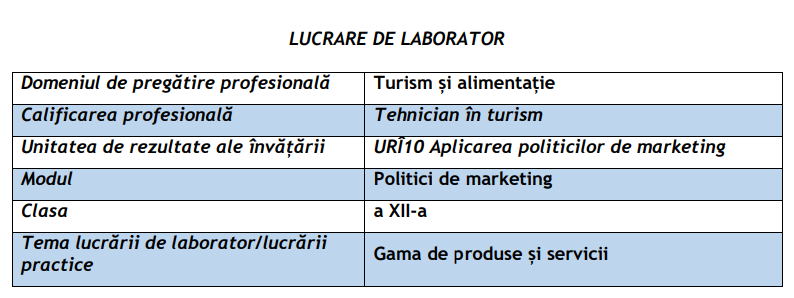 LUCRARE DE LABORATOR
Domeniul de pregătire profesională Turism și alimentație
Calificarea profesională Tehnician în turism
Unitatea de rezultate ale învățării URÎ10 Aplicarea politicilor de marketing
Modul Politici de marketing
Clasa a XII-a
Tema lucrării de laborator/lucrării
practice
Gama de produse și servicii